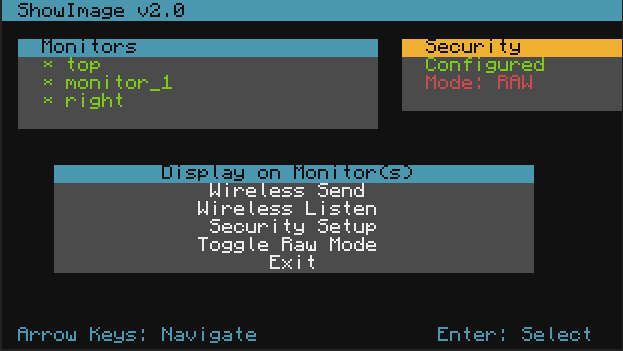 ShowImage v2.0
Monitors
* top
* monitor_1
* right
Security
Configured
Mode: RAW
Display on Monitor(s)
Wireless Send
Wireless Listen
Security Setup
Toggle Raw Mode
Exit
Arrow Keys: Navigate
Enter: Select